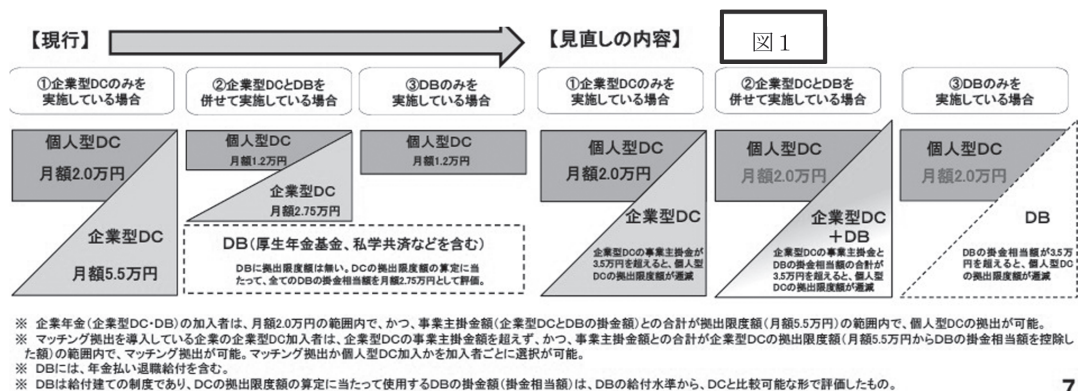 【現行】
【見直しの内容】
図１
①企業型DCのみを
実施している場合
②企業型DCとDBを
併せて実施している場合
③DBのみを
実施している場合
①企業型DCのみを
実施している場合
②企業型DCとDBを
併せて実施している場合
③DBのみを
実施している場合
個人型DC
月額2.0万円
企業型DC
月額5.5万円
個人型DC
月額1.2万円
企業型DC
月額2.75万円
個人型DC
月額1.2万円
DB(厚生年金基金、私学共済などを含む)
DBに拠出限度額は無い。DCの拠出限度額の算定に当
たって、全てのDBの掛金相当額を月額2.75万円として評価。
個人型DC
月額2.0万円
企業型DC
企業型DCの事業主掛金が
3.5万円を超えると、個人型
DCの拠出限度額が逓減
個人型DC
月額2.0万円
企業型DC
＋DB
企業型DCの事業主掛金と
DBの掛金相当額の合計が
3.5万円を超えると、個人型
DCの拠出限度額が逓減
個人型DC
月額2.0万円
DB
DBの掛金相当額が3.5万
円を超えると、個人型DC
の拠出限度額が逓減
※ 企業年金(企業型DC・DB)の加入者は、月額2.0万円の範囲内で、かつ、事業主掛金額(企業型DCとDBの掛金額)との合計が拠出限度額(月額5.5万円)の範囲内で、個人型DCの拠出が可能。
※ マッチング拠出を導入している企業の企業型DC加入者は、企業型DCの事業主掛金額を超えず、かつ、事業主掛金額との合計が企業型DCの拠出限度額(月額5.5万円からDBの掛金相当額を控除し
た額)の範囲内で、マッチング拠出が可能。マッチング拠出か個人型DC加入かを加入者ごとに選択が可能。
※ DBには、年金払い退職給付を含む。
※ DBは給付建ての制度であり、DCの拠出限度額の算定に当たって使用するDBの掛金額(掛金相当額)は、DBの給付水準から、DCと比較可能な形で評価したもの。
7